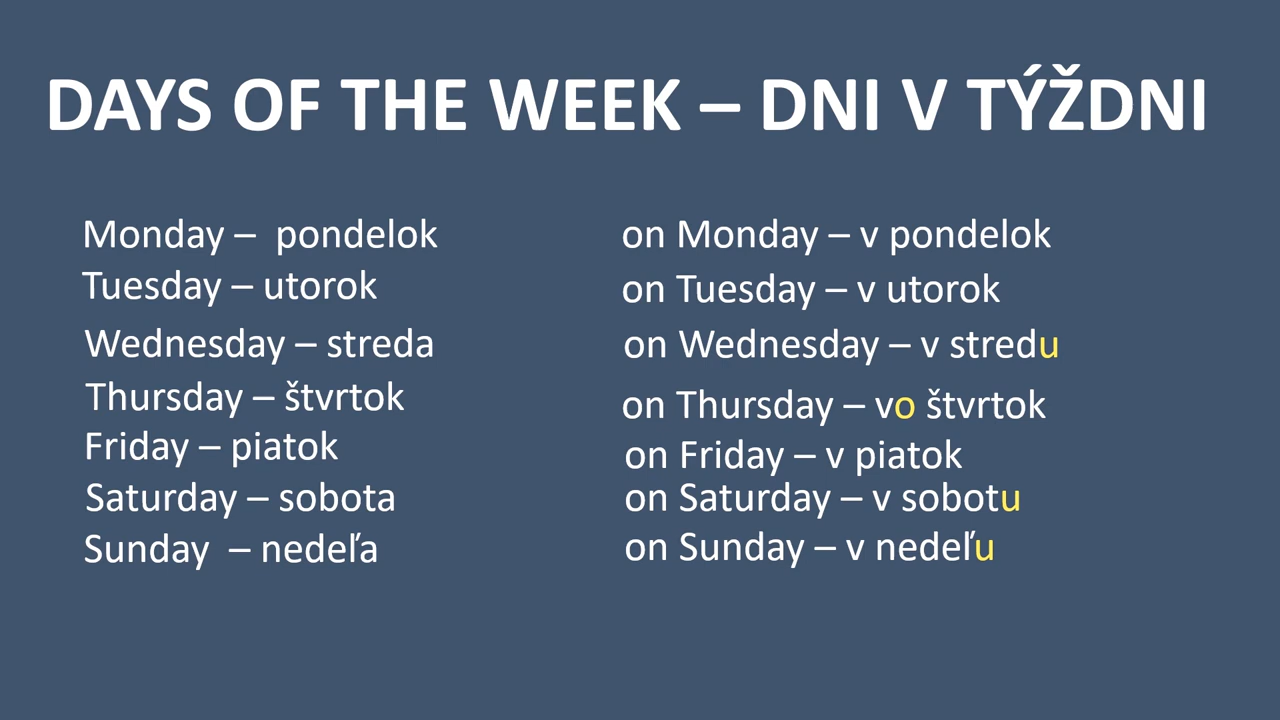 DAYS OF THE WEEK – DNI V TÝŽDNI
Monday – pondelok
Tuesday – utorok
Wednesday – streda
Thursday – štvrtok
Friday – piatok
Saturday – sobota
Sunday – nedeľa
on Monday – v pondelok
on Tuesday – v utorok
on Wednesday – v stredu
on Thursday – vo štvrtok
on Friday – v piatok
on Saturday – v sobotu
on Sunday – v nedeľu